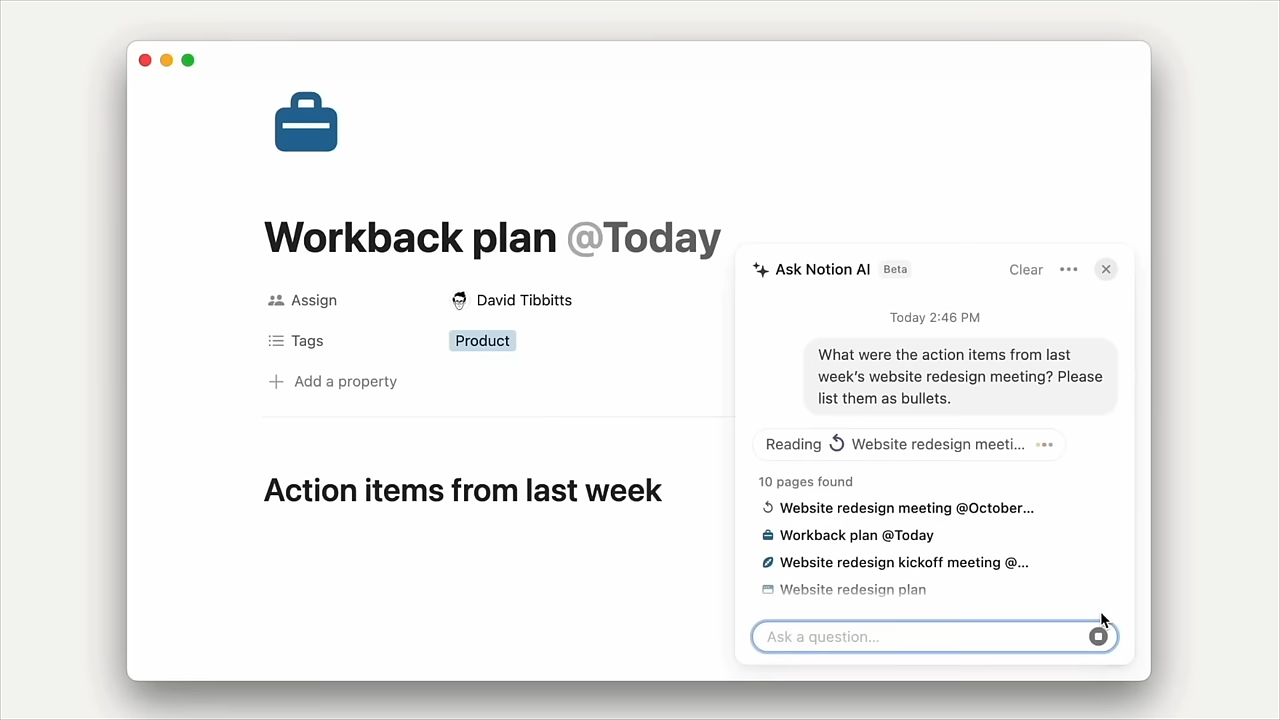 Workback plan @Today
Assign
David Tibbitts
Tags
Product
Add a property
Action items from last week
Ask Notion AI Beta
Clear
Today 2:46 PM
What were the action items from last
week’s website redesign meeting? Please
list them as bullets.
Reading Website redesign meeti...
10 pages found
Website redesign meeting @October...
Workback plan @Today
Website redesign kickoff meeting @...
Website redesign plan
Ask a question...